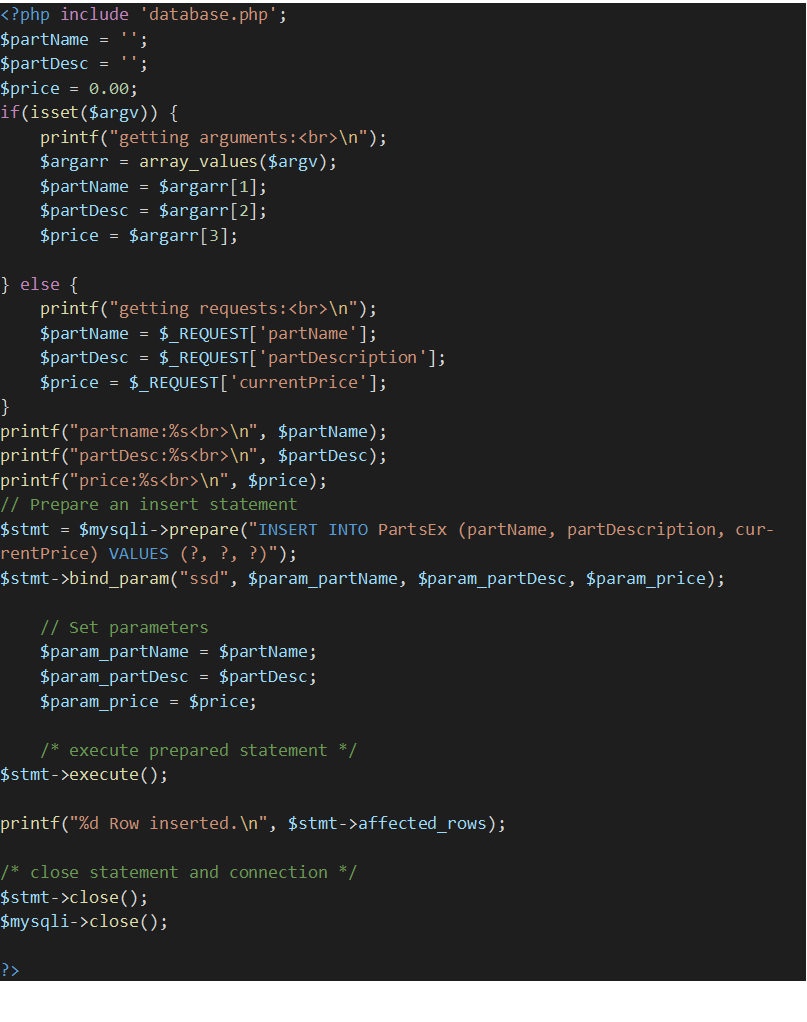 <?php include 'database.php';
$partName = '';
$partDesc = '';
$price = 0.00;
if(isset($argv)) {
    printf("getting arguments:<br>\n");
    $argarr = array_values($argv);
    $partName = $argarr[1];
    $partDesc = $argarr[2];
    $price = $argarr[3];

} else {
    printf("getting requests:<br>\n");
    $partName = $_REQUEST['partName'];
    $partDesc = $_REQUEST['partDescription'];
    $price = $_REQUEST['currentPrice'];
}
printf("partname:%s<br>\n", $partName);
printf("partDesc:%s<br>\n", $partDesc);
printf("price:%s<br>\n", $price);
// Prepare an insert statement
$stmt = $mysqli->prepare("INSERT INTO PartsEx (partName, partDescription, cur-
rentPrice) VALUES (?, ?, ?)");
$stmt->bind_param("ssd", $param_partName, $param_partDesc, $param_price);

    // Set parameters
    $param_partName = $partName;
    $param_partDesc = $partDesc;
    $param_price = $price;

    /* execute prepared statement */
$stmt->execute();

printf("%d Row inserted.\n", $stmt->affected_rows);

/* close statement and connection */
$stmt->close();
$mysqli->close();

?>